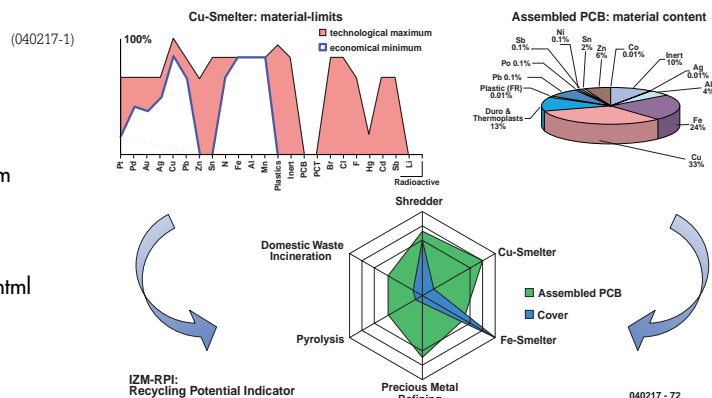 (040217-1)
m
html
Cu-Smelter: material-limits
100%
technological maximum
economical minimum
Pt
Pd
Au
Ag
Cu
Pb
Zn
Sn
N
Fe
Al
Mn
Plastics
Inert
PCB
PCT
Br
Cl
F
Hg
Cd
Sb
Li
Radioactive
Assembled PCB: material content
Ni
0.1%
Sb
0.1%
Sn
2%
Zn
6%
Co
0.01%
Inert
10%
Ag
0.01%
Al
4%
Fe
24%
Cu
33%
Po 0.1%
Pb 0.1%
Plastic (FR)
0.01%
Duro &
Thermoplasts
13%
Shredder
Domestic Waste
Incineration
Cu-Smelter
Assembled PCB
Cover
Pyrolysis
Fe-Smelter
Precious Metal
Refining
IZM-RPI:
Recycling Potential Indicator
040217 - 72